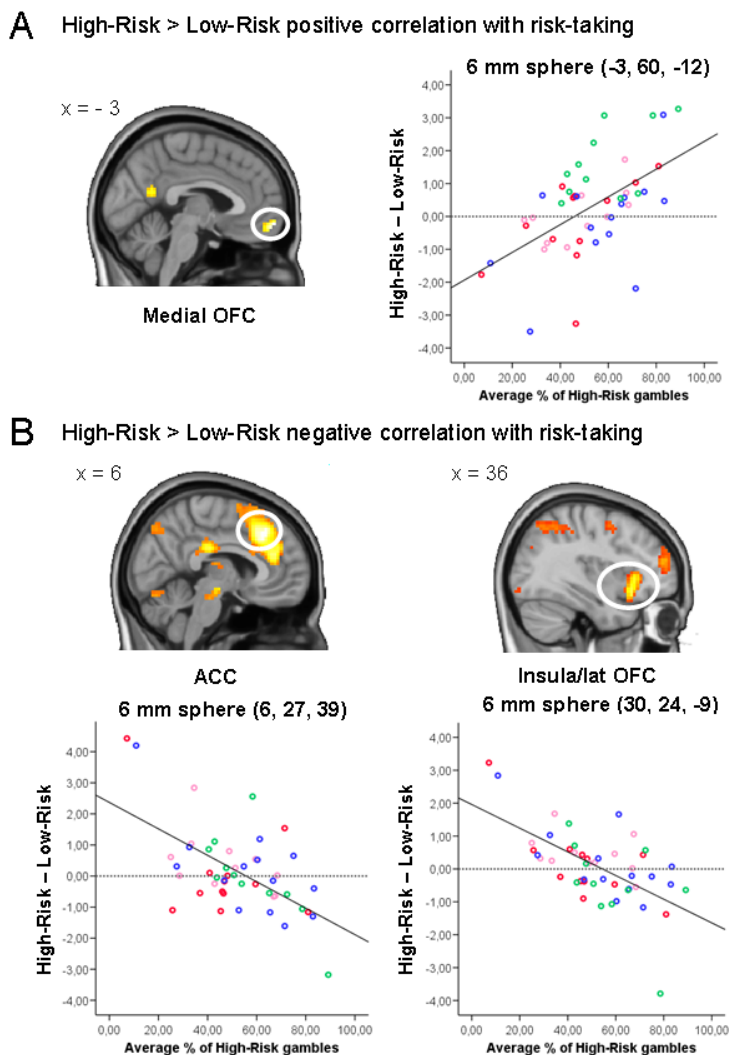 A High-Risk > Low-Risk positive correlation with risk-taking
x = - 3
Medial OFC
6 mm sphere (-3, 60, -12)
High-Risk – Low-Risk
4,00
3,00
2,00
1,00
0,00
-1,00
-2,00
-3,00
-4,00
0,00 20,00 40,00 60,00 80,00 100,00
Average % of High-Risk gambles
B High-Risk > Low-Risk negative correlation with risk-taking
x = 6
x = 36
ACC
Insula/lat OFC
6 mm sphere (6, 27, 39)
High-Risk – Low-Risk
4,00
3,00
2,00
1,00
0,00
-1,00
-2,00
-3,00
-4,00
0,00 20,00 40,00 60,00 80,00 100,00
Average % of High-Risk gambles
6 mm sphere (30, 24, -9)
High-Risk – Low-Risk
4,00
3,00
2,00
1,00
0,00
-1,00
-2,00
-3,00
-4,00
0,00 20,00 40,00 60,00 80,00 100,00
Average % of High-Risk gambles